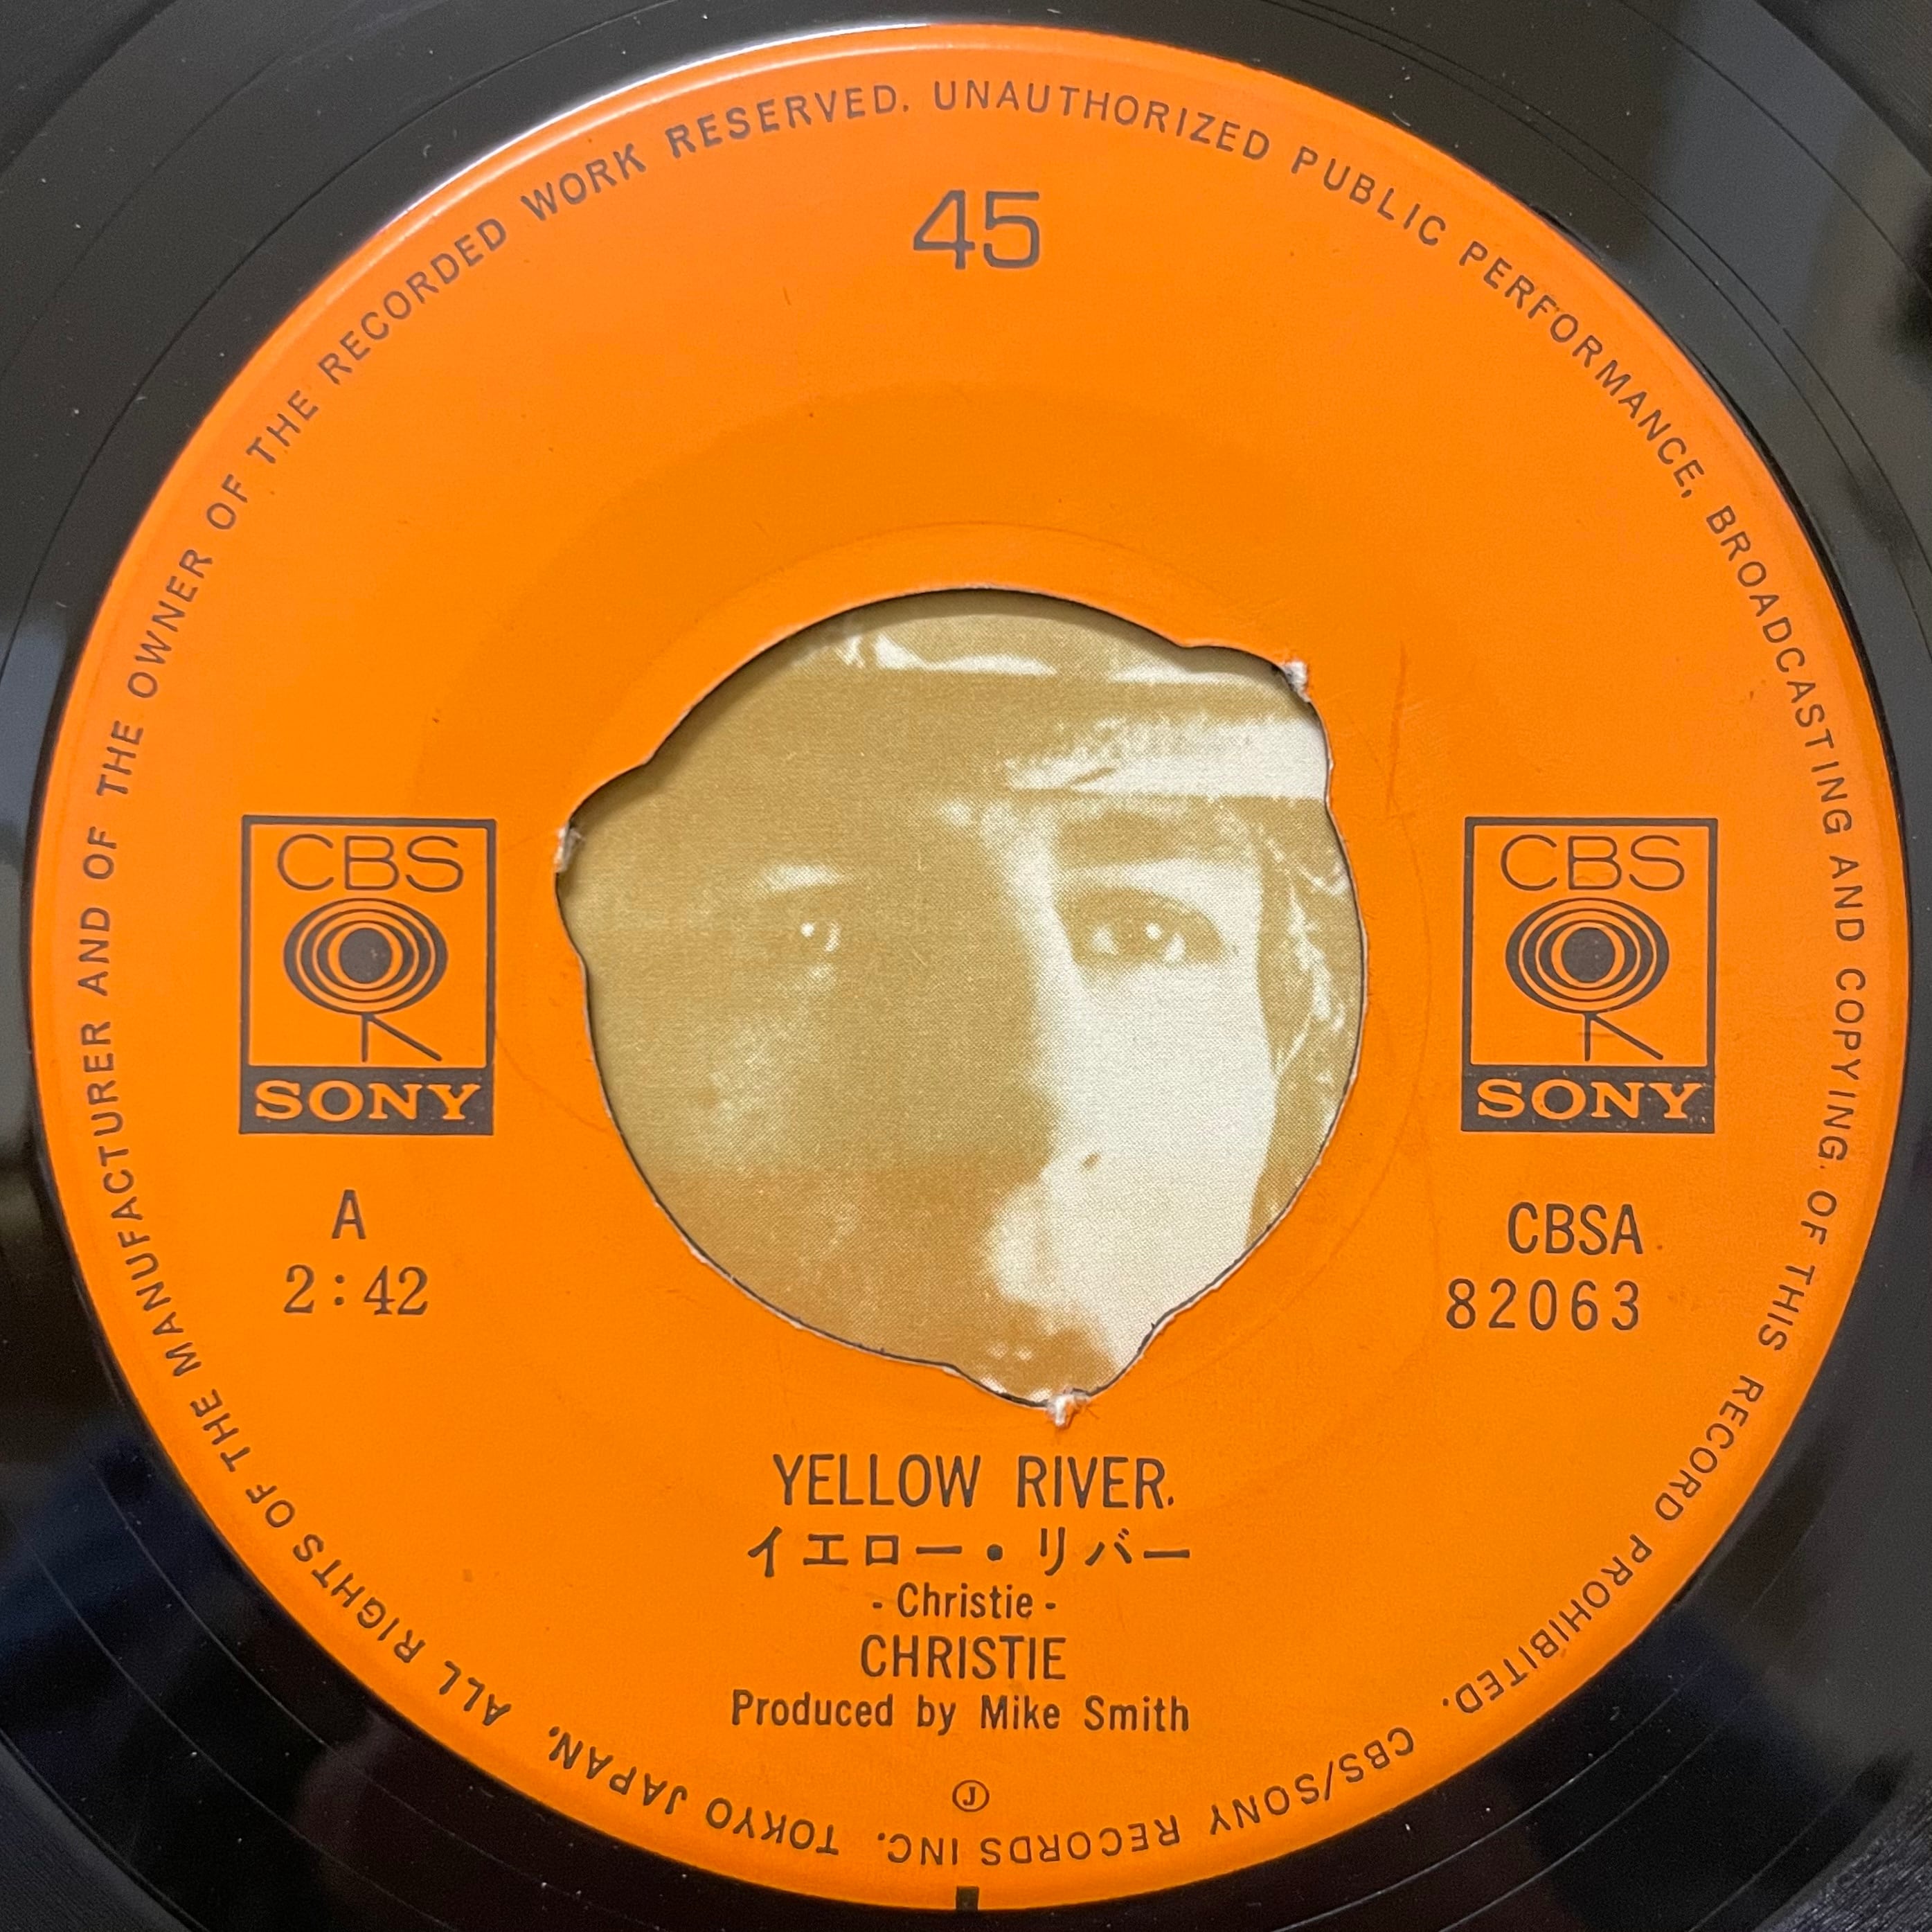 45
CBS
SONY
CBS
SONY
A
2:42
CBSA
82063
YELLOW RIVER.
イエロー・リバー
- Christie -
CHRISTIE
Produced by Mike Smith
Ⓙ
ALL RIGHTS OF THE MANUFACTURER AND OF THE OWNER OF THE RECORDED WORK RESERVED. UNAUTHORIZED PUBLIC PERFORMANCE, BROADCASTING AND COPYING. OF THIS RECORD PROHIBITED. CBS/SONY RECORDS INC. TOKYO JAPAN.